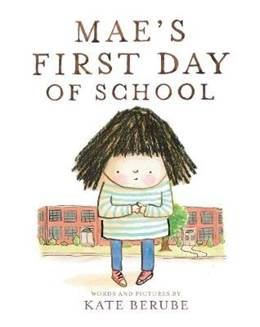 MAE'S
FIRST DAY
OF SCHOOL
WORDS AND PICTURES BY
KATE BERUBE